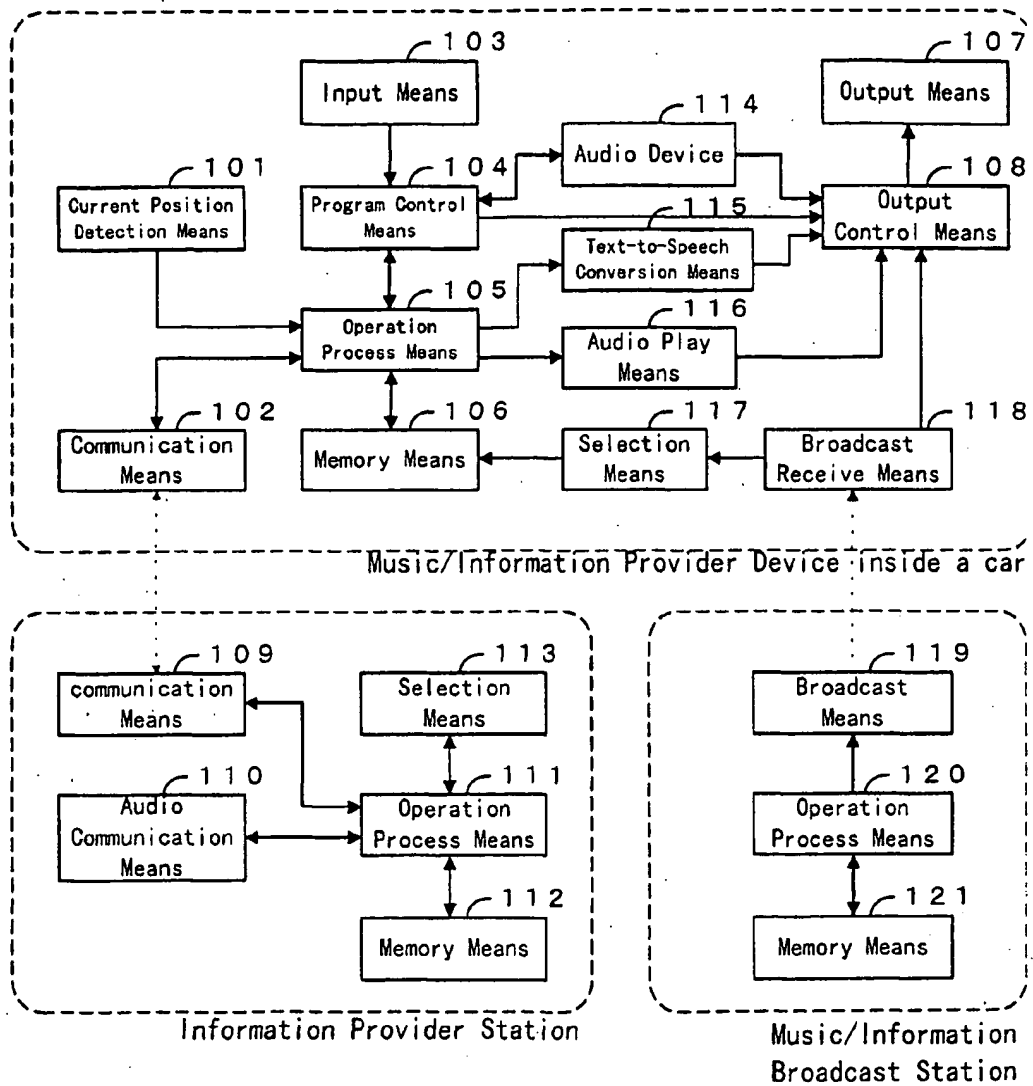 103
Input Means
107
Output Means
114
Audio Device
101
Current Position
Detection Means
104
Program Control
Means
108
Output
Control Means
115
Text-to-Speech
Conversion Means
105
Operation
Process Means
116
Audio Play
Means
102
Communication
Means
106
Memory Means
117
Selection
Means
118
Broadcast
Receive Means
Music/Information Provider Device inside a car
109
communication
Means
113
Selection
Means
110
Audio
Communication
Means
111
Operation
Process Means
112
Memory Means
Information Provider Station
119
Broadcast
Means
120
Operation
Process Means
121
Memory Means
Music/Information
Broadcast Station